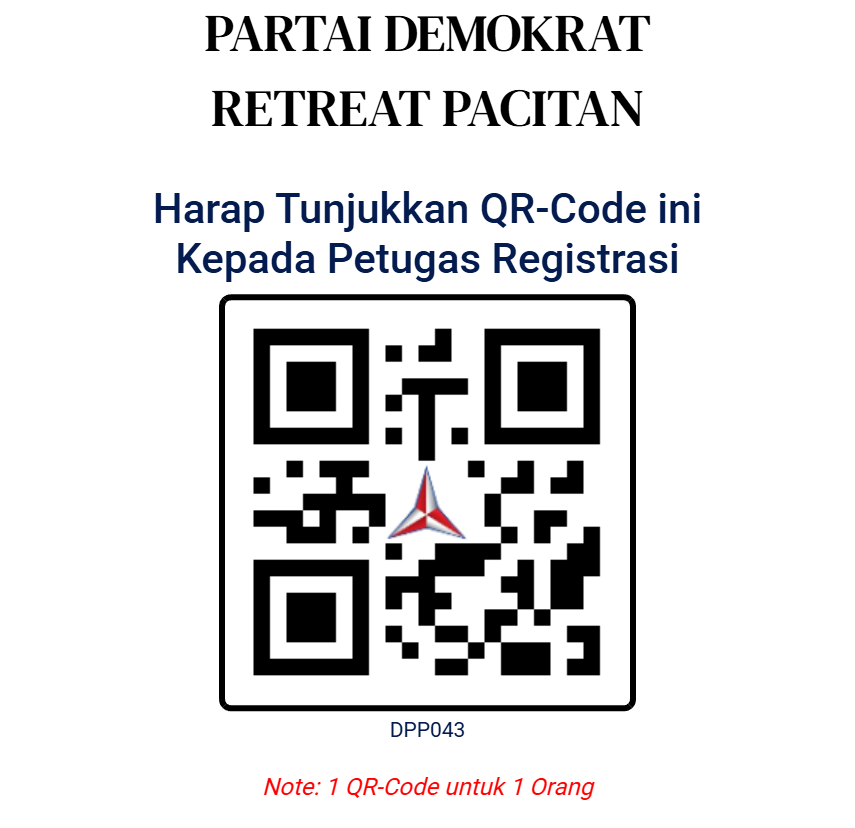 PARTAI DEMOKRAT
RETREAT PACITAN
Harap Tunjukkan QR-Code ini
Kepada Petugas Registrasi
DPP043
Note: 1 QR-Code untuk 1 Orang